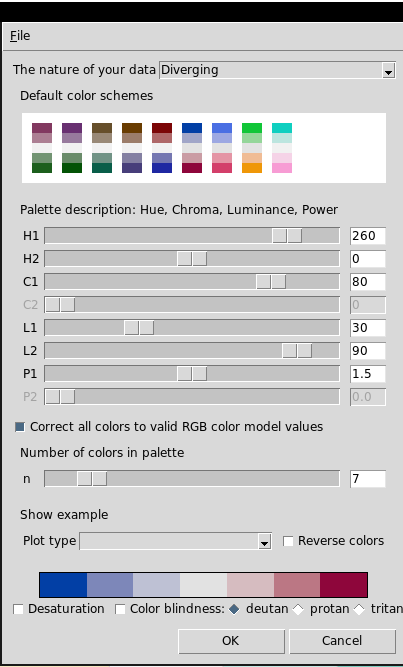 File
The nature of your data Diverging
Default color schemes
Palette description: Hue, Chroma, Luminance, Power
H1 260
H2 0
C1 80
C2 0
L1 30
L2 90
P1 1.5
P2 0.0
Correct all colors to valid RGB color model values
Number of colors in palette
n 7
Show example
Plot type Reverse colors
Desaturation Color blindness: deutan protan tritan
OK Cancel